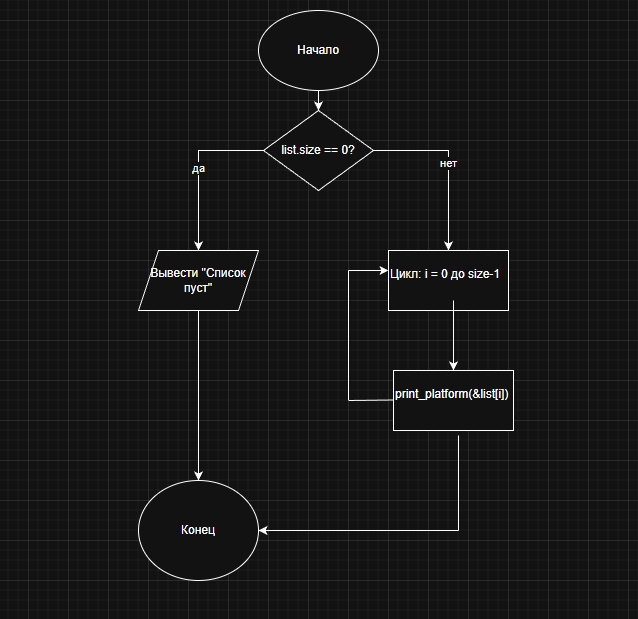 Начало
list.size == 0?
да
нет
Вывести "Список
пуст"
Цикл: i = 0 до size-1
print_platform(&list[i])
Конец